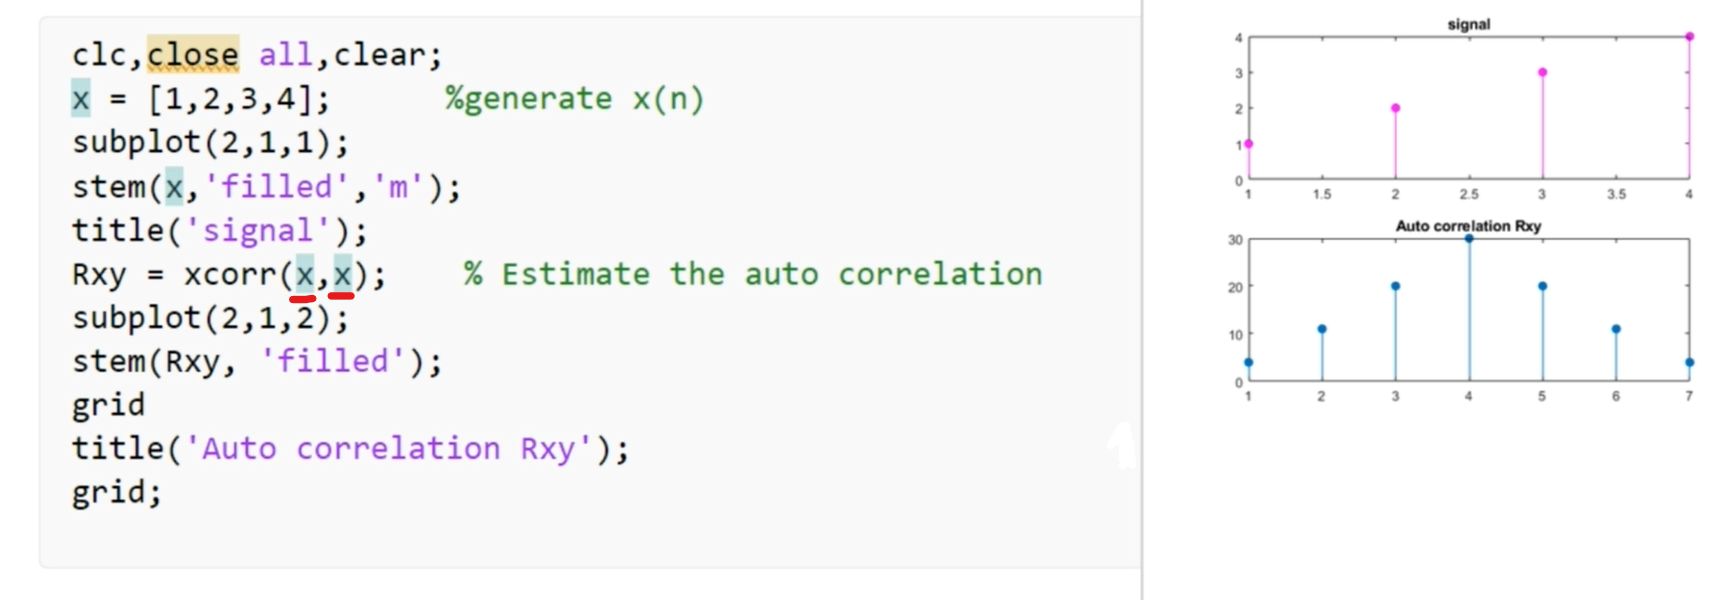 clc,close all,clear;
x = [1,2,3,4]; %generate x(n)
subplot(2,1,1);
stem(x,'filled','m');
title('signal');
Rxy = xcorr(x,x); % Estimate the auto correlation
subplot(2,1,2);
stem(Rxy, 'filled');
grid
title('Auto correlation Rxy');
grid;
signal
4
3
2
1
0
1 1.5 2 2.5 3 3.5 4
Auto correlation Rxy
30
20
10
0
1 2 3 4 5 6 7